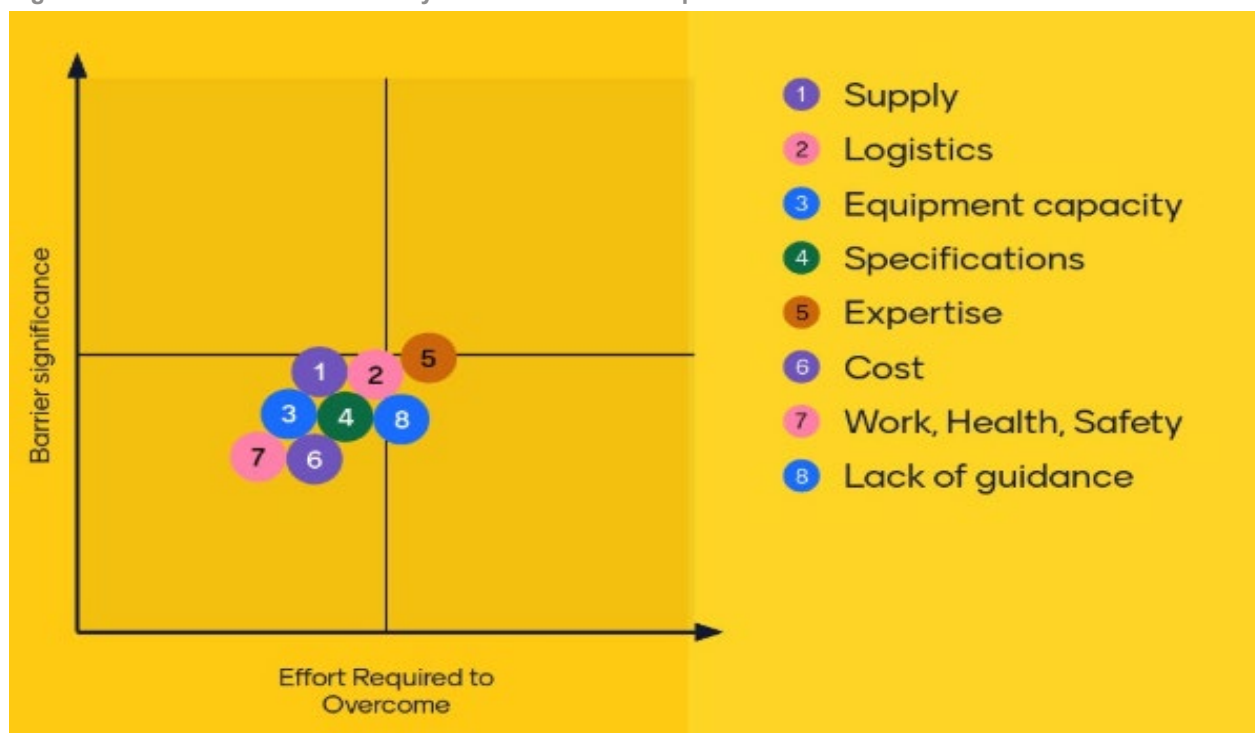 Barrier significance
1
2
5
3
4
8
7
6
Effort Required to
Overcome
1 Supply
2 Logistics
3 Equipment capacity
4 Specifications
5 Expertise
6 Cost
7 Work, Health, Safety
8 Lack of guidance